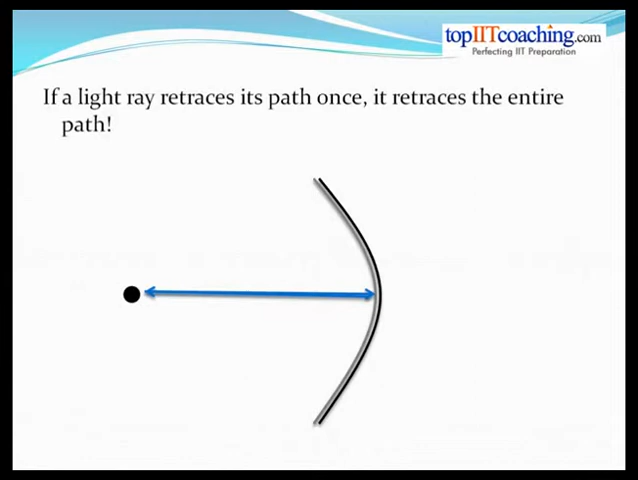 topIITcoaching.com
Perfecting IIT Preparation
If a light ray retraces its path once, it retraces the entire
path!